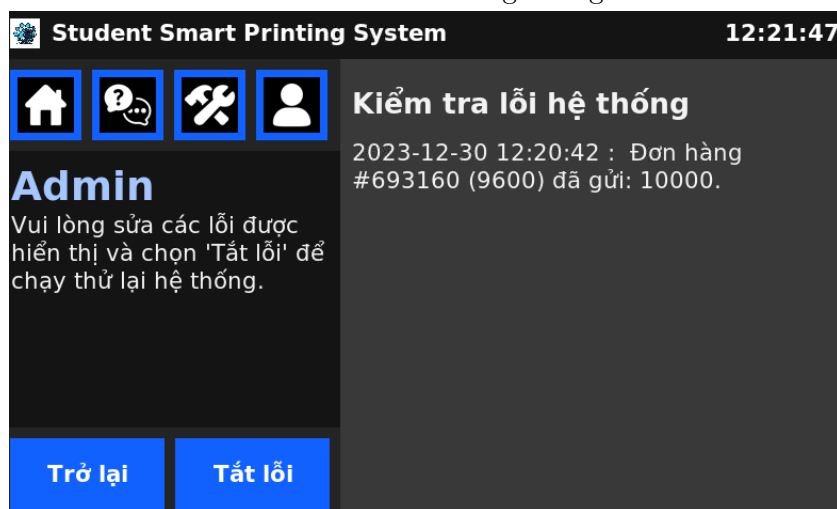 Student Smart Printing System
12:21:47
Admin
Vui lòng sửa các lỗi được
hiển thị và chọn 'Tắt lỗi' để
chạy thử lại hệ thống.
Trở lại
Tắt lỗi
Kiểm tra lỗi hệ thống
2023-12-30 12:20:42 : Đơn hàng
#693160 (9600) đã gửi: 10000.